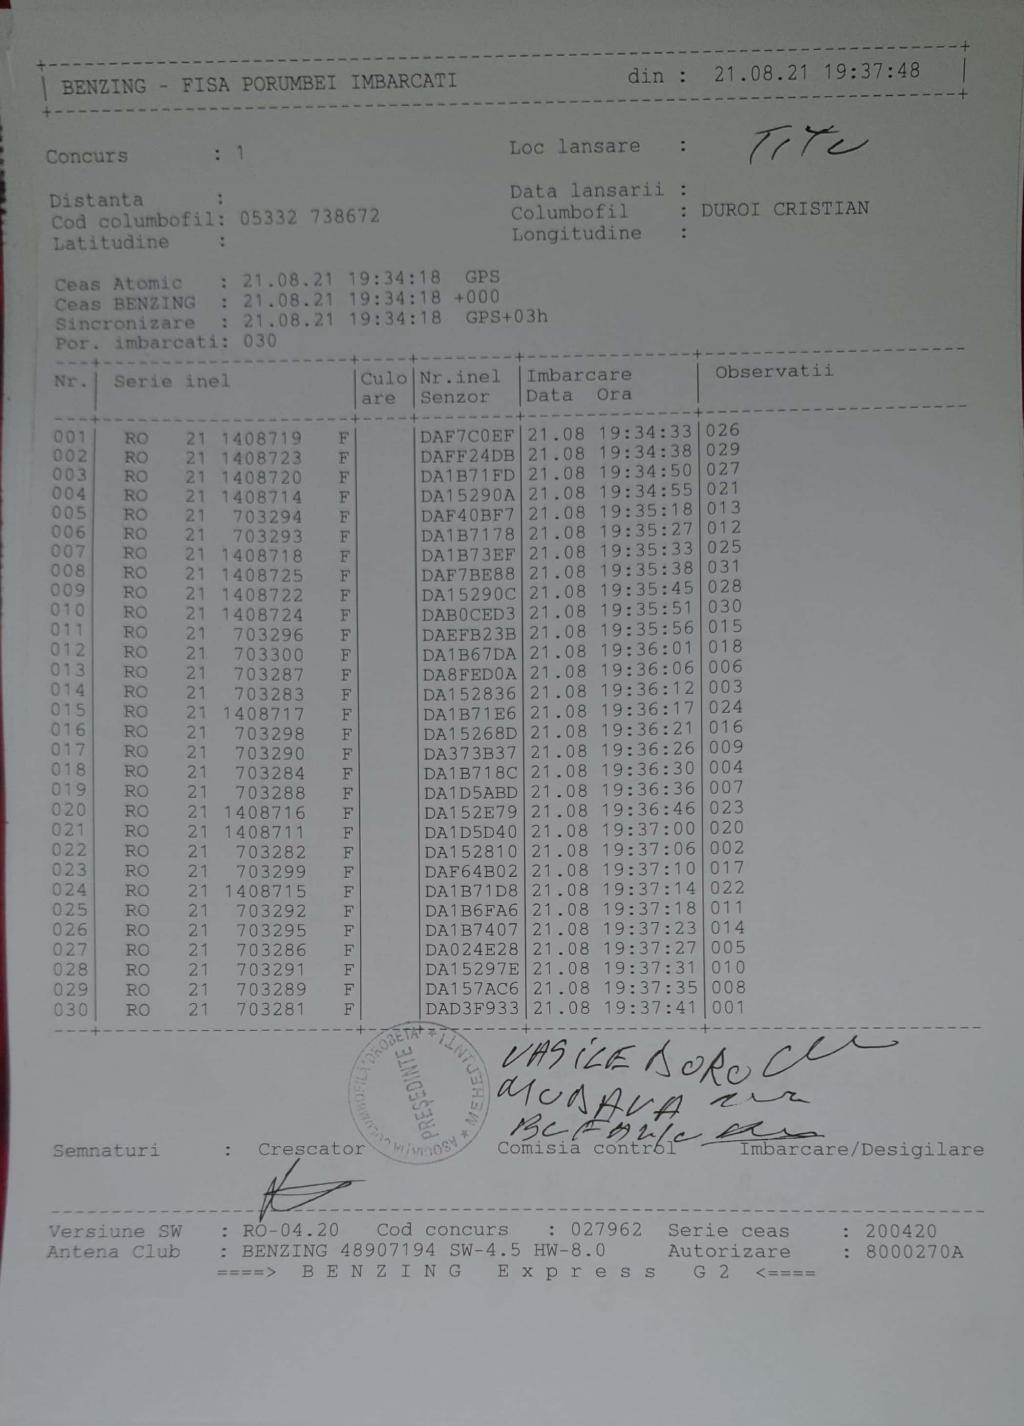 BENZING - FISA PORUMBEI IMBARCATI din : 21.08.21 19:37:48
Concurs : 1 Loc lansare : TITU
Distanta : Data lansarii :
Cod columbofil: 05332 738672 Columbofil : DUROI CRISTIAN
Latitudine : Longitudine :
Ceas Atomic : 21.08.21 19:34:18 GPS
Ceas BENZING : 21.08.21 19:34:18 +000
Sincronizare : 21.08.21 19:34:18 GPS+03h
Por. imbarcati: 030
Nr. Serie inel Culo Nr.inel Imbarcare Observatii
are Senzor Data Ora
001 RO 21 1408719 F DAF7C0EF 21.08 19:34:33 026
002 RO 21 1408723 F DAFF24DB 21.08 19:34:38 029
003 RO 21 1408720 F DA1B71FD 21.08 19:34:50 027
004 RO 21 1408714 F DA15290A 21.08 19:34:55 021
005 RO 21 703294 F DAF40BF7 21.08 19:35:18 013
006 RO 21 703293 F DA1B7178 21.08 19:35:27 012
007 RO 21 1408718 F DA1B73EF 21.08 19:35:33 025
008 RO 21 1408725 F DAF7BE88 21.08 19:35:38 031
009 RO 21 1408722 F DA15290C 21.08 19:35:45 028
010 RO 21 1408724 F DAB0CED3 21.08 19:35:51 030
011 RO 21 703296 F DAEFB23B 21.08 19:35:56 015
012 RO 21 703300 F DA1B67DA 21.08 19:36:01 018
013 RO 21 703287 F DA8FED0A 21.08 19:36:06 006
014 RO 21 703283 F DA152836 21.08 19:36:12 003
015 RO 21 1408717 F DA1B71E6 21.08 19:36:17 024
016 RO 21 703298 F DA15268D 21.08 19:36:21 016
017 RO 21 703290 F DA373B37 21.08 19:36:26 009
018 RO 21 703284 F DA1B718C 21.08 19:36:30 004
019 RO 21 703288 F DA1D5ABD 21.08 19:36:36 007
020 RO 21 1408716 F DA152E79 21.08 19:36:46 023
021 RO 21 1408711 F DA1D5D40 21.08 19:37:00 020
022 RO 21 703282 F DA152810 21.08 19:37:06 002
023 RO 21 703299 F DAF64B02 21.08 19:37:10 017
024 RO 21 1408715 F DA1B71D8 21.08 19:37:14 022
025 RO 21 703292 F DA1B6FA6 21.08 19:37:18 011
026 RO 21 703295 F DA1B7407 21.08 19:37:23 014
027 RO 21 703286 F DA024E28 21.08 19:37:27 005
028 RO 21 703291 F DA15297E 21.08 19:37:31 010
029 RO 21 703289 F DA157AC6 21.08 19:37:35 008
030 RO 21 703281 F DAD3F933 21.08 19:37:41 001
PREȘEDINTE
MEHEDINȚI
VASILE
Semnaturi : Crescator Comisia control Imbarcare/Desigilare
Versiune SW : RO-04.20 Cod concurs : 027962 Serie ceas : 200420
Antena Club : BENZING 48907194 SW-4.5 HW-8.0 Autorizare : 8000270A
====> B E N Z I N G E x p r e s s G 2 <====